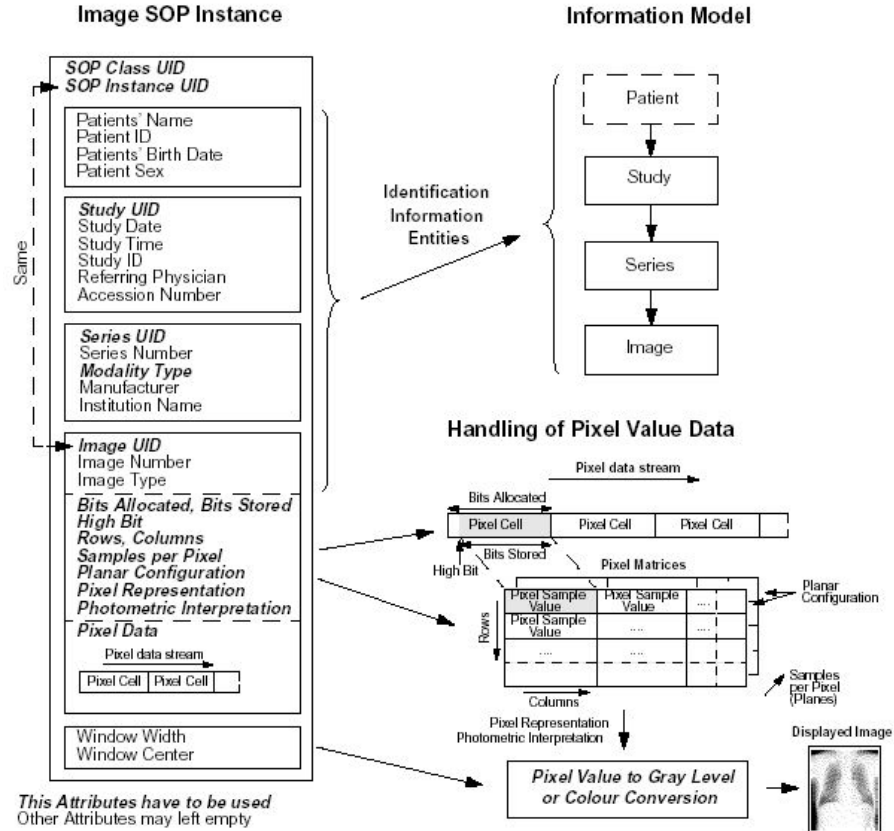 Image SOP Instance
SOP Class UID
SOP Instance UID
Patients' Name
Patient ID
Patients' Birth Date
Patient Sex
Study UID
Study Date
Study Time
Study ID
Referring Physician
Accession Number
Series UID
Series Number
Modality Type
Manufacturer
Institution Name
Image UID
Image Number
Image Type
Bits Allocated, Bits Stored
High Bit
Rows, Columns
Samples per Pixel
Planar Configuration
Pixel Representation
Photometric Interpretation
Pixel Data
Pixel data stream
Pixel Cell Pixel Cell
Window Width
Window Center
This Attributes have to be used
Other Attributes may left empty
Same
Identification
Information
Entities
Information Model
Patient
Study
Series
Image
Handling of Pixel Value Data
Pixel data stream
Bits Allocated
Pixel Cell Pixel Cell Pixel Cell
Bits Stored
High Bit
Pixel Matrices
Pixel Sample Value Pixel Sample Value ....
Pixel Sample Value .... ....
.... ....
Rows
Columns
Planar
Configuration
Samples
per Pixel
(Planes)
Pixel Representation
Photometric Interpretation
Pixel Value to Gray Level
or Colour Conversion
Displayed Image